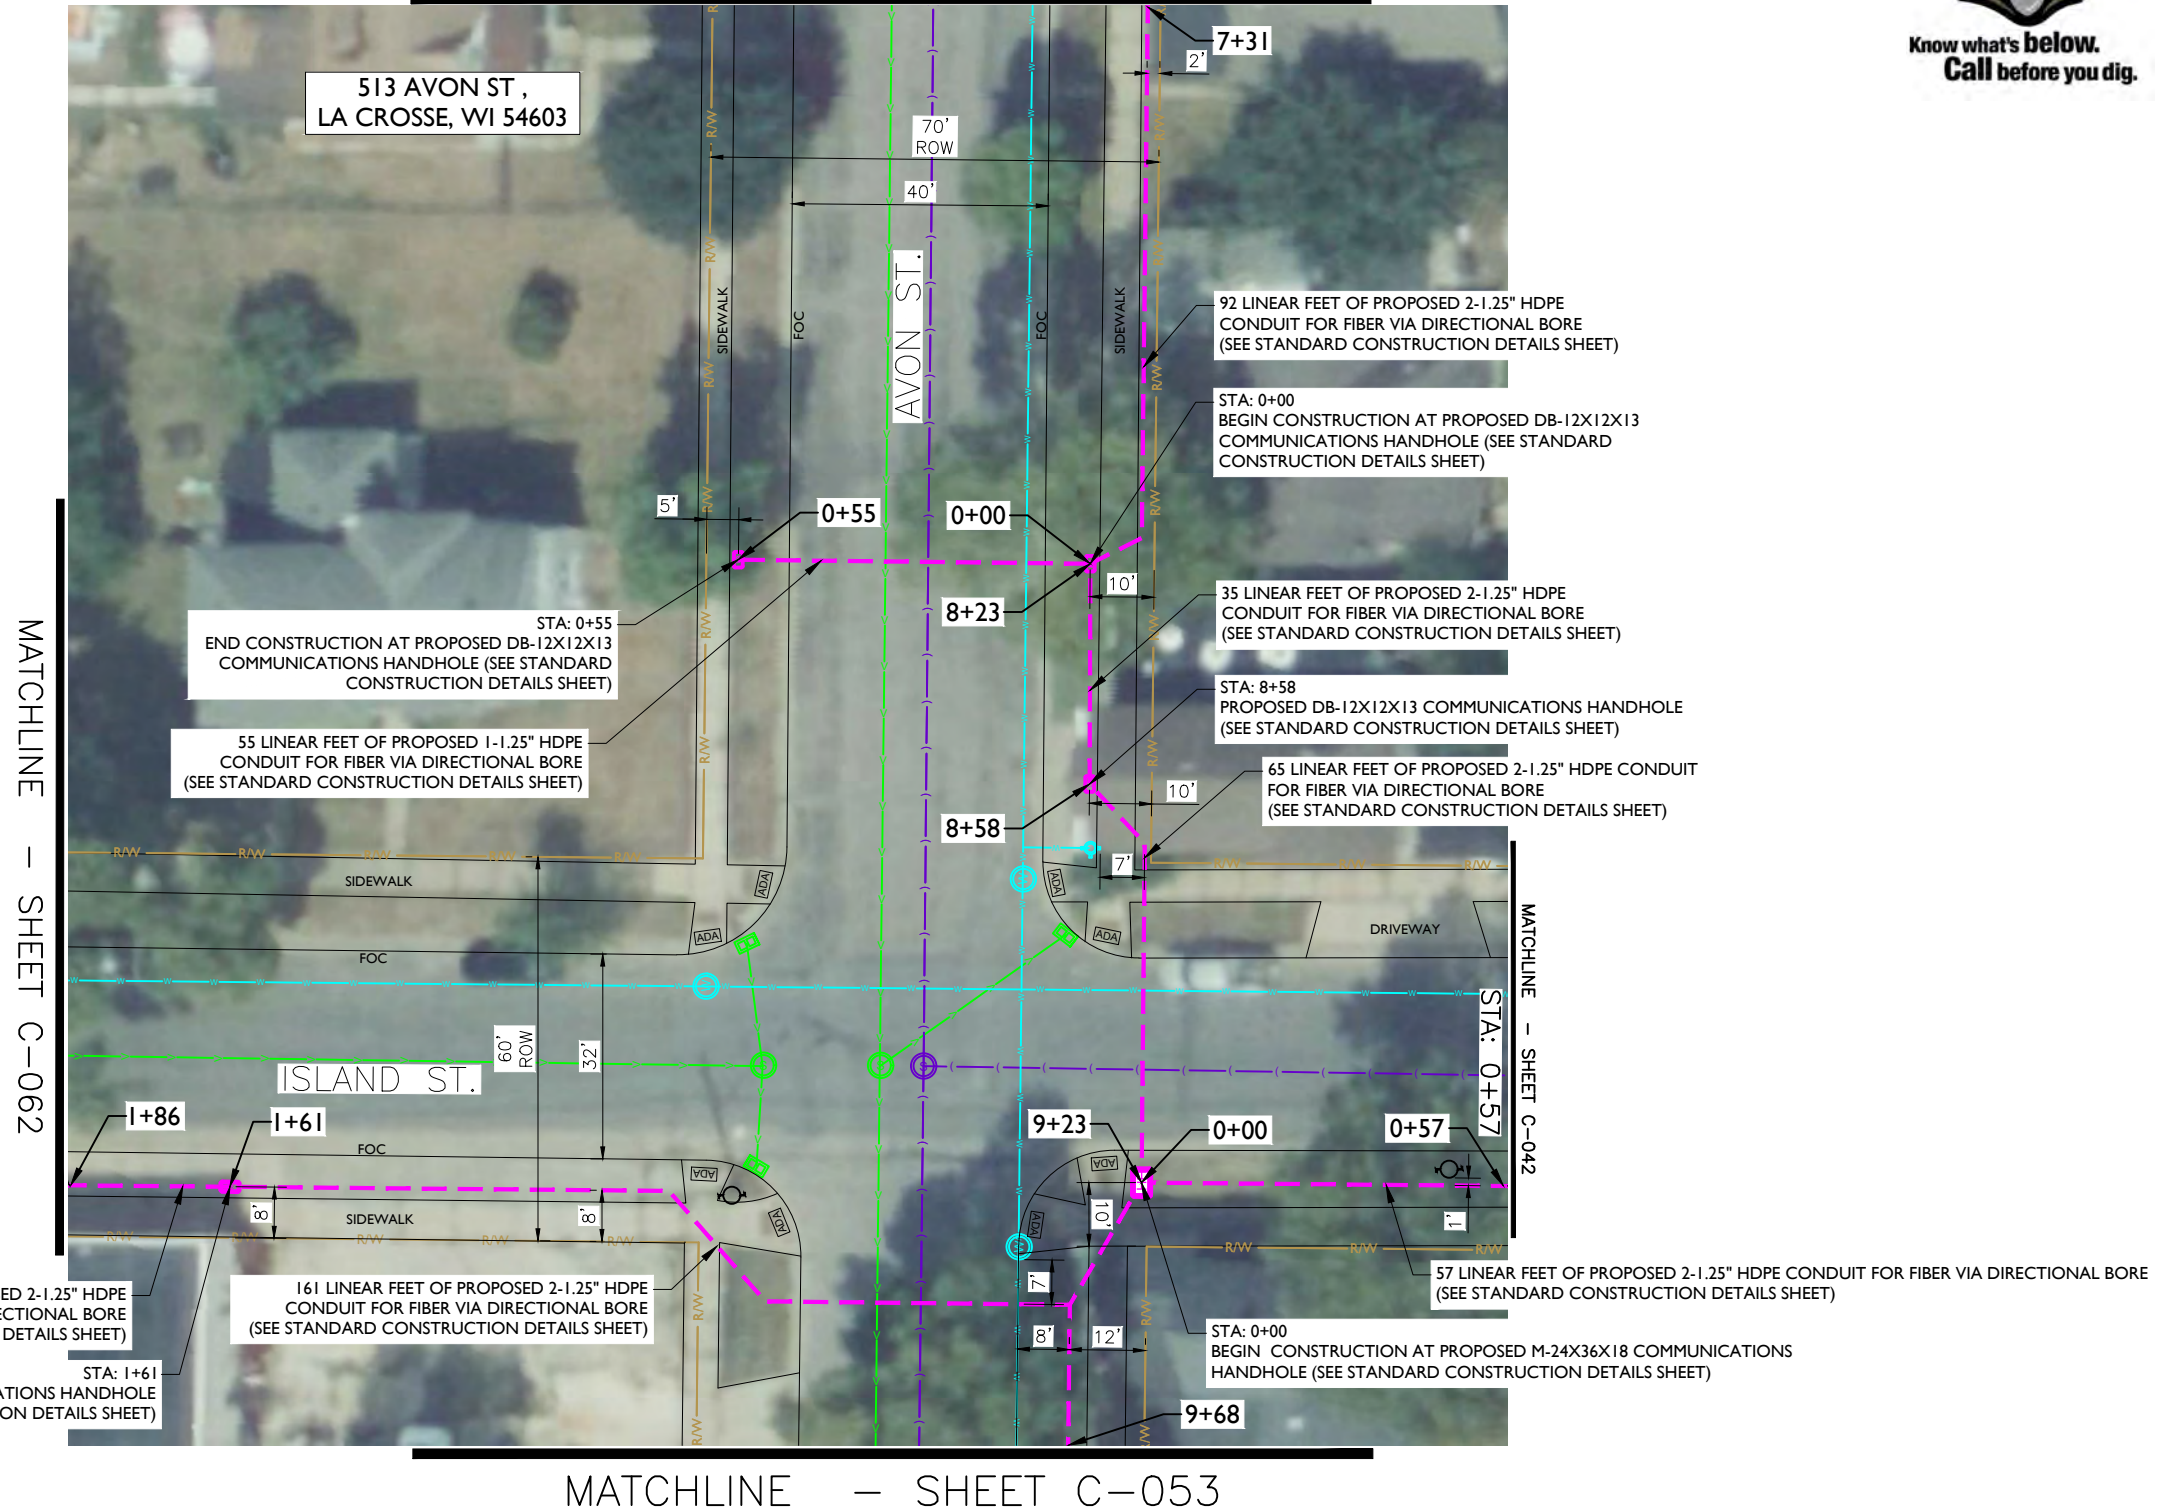 Know what's below.
Call before you dig.
513 AVON ST ,
LA CROSSE, WI 54603
7+31
2'
70'
ROW
40'
AVON ST.
SIDEWALK
FOC
FOC
SIDEWALK
R/W
92 LINEAR FEET OF PROPOSED 2-1.25" HDPE
CONDUIT FOR FIBER VIA DIRECTIONAL BORE
(SEE STANDARD CONSTRUCTION DETAILS SHEET)
STA: 0+00
BEGIN CONSTRUCTION AT PROPOSED DB-12X12X13
COMMUNICATIONS HANDHOLE (SEE STANDARD
CONSTRUCTION DETAILS SHEET)
5'
0+55
0+00
8+23
10'
35 LINEAR FEET OF PROPOSED 2-1.25" HDPE
CONDUIT FOR FIBER VIA DIRECTIONAL BORE
(SEE STANDARD CONSTRUCTION DETAILS SHEET)
STA: 0+55
END CONSTRUCTION AT PROPOSED DB-12X12X13
COMMUNICATIONS HANDHOLE (SEE STANDARD
CONSTRUCTION DETAILS SHEET)
STA: 8+58
PROPOSED DB-12X12X13 COMMUNICATIONS HANDHOLE
(SEE STANDARD CONSTRUCTION DETAILS SHEET)
55 LINEAR FEET OF PROPOSED 1-1.25" HDPE
CONDUIT FOR FIBER VIA DIRECTIONAL BORE
(SEE STANDARD CONSTRUCTION DETAILS SHEET)
65 LINEAR FEET OF PROPOSED 2-1.25" HDPE CONDUIT
FOR FIBER VIA DIRECTIONAL BORE
(SEE STANDARD CONSTRUCTION DETAILS SHEET)
10'
8+58
7'
MATCHLINE – SHEET C-062
SIDEWALK
ADA
ADA
ADA
ADA
DRIVEWAY
FOC
MATCHLINE – SHEET C-042
STA: 0+57
60'
ROW
32'
ISLAND ST.
1+86
1+61
9+23
0+00
0+57
FOC
ADA
ADA
ADA
ADA
8'
8'
10'
1'
SIDEWALK
7'
ED 2-1.25" HDPE
ECTIONAL BORE
DETAILS SHEET)
161 LINEAR FEET OF PROPOSED 2-1.25" HDPE
CONDUIT FOR FIBER VIA DIRECTIONAL BORE
(SEE STANDARD CONSTRUCTION DETAILS SHEET)
57 LINEAR FEET OF PROPOSED 2-1.25" HDPE CONDUIT FOR FIBER VIA DIRECTIONAL BORE
(SEE STANDARD CONSTRUCTION DETAILS SHEET)
8'
12'
STA: 0+00
BEGIN CONSTRUCTION AT PROPOSED M-24X36X18 COMMUNICATIONS
HANDHOLE (SEE STANDARD CONSTRUCTION DETAILS SHEET)
STA: 1+61
ATIONS HANDHOLE
ON DETAILS SHEET)
9+68
MATCHLINE – SHEET C-053